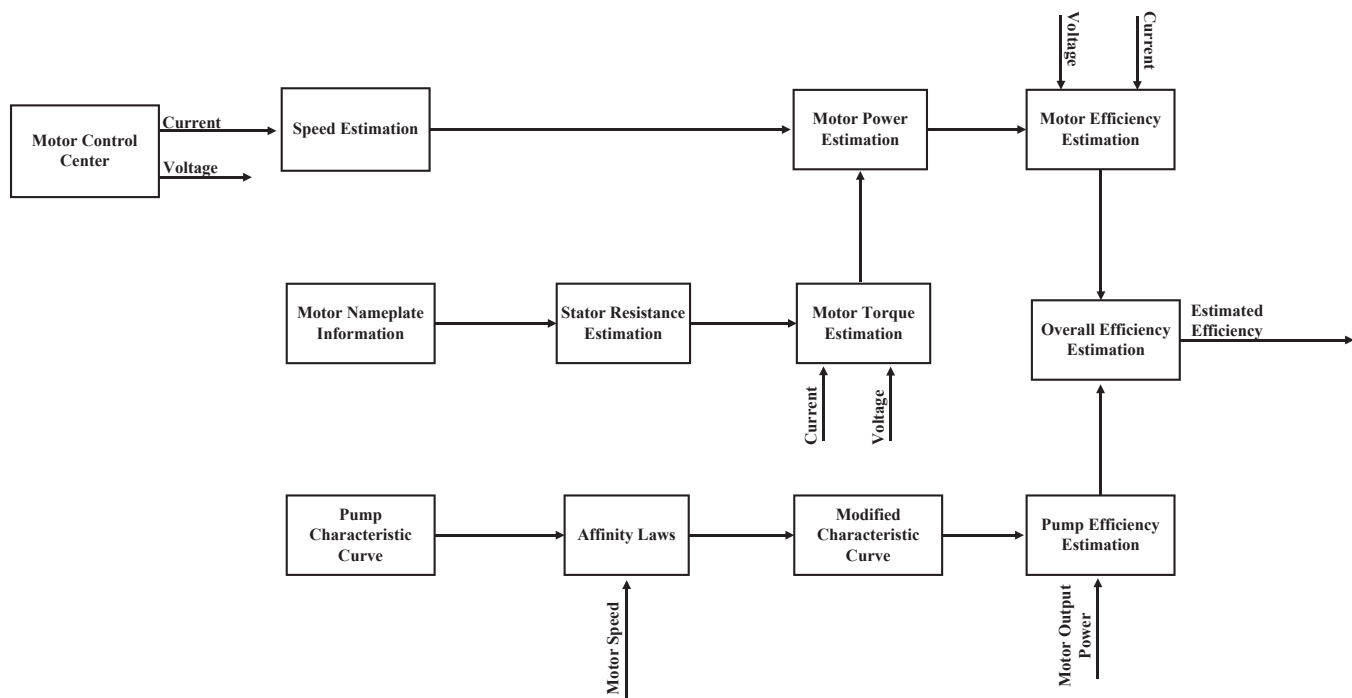 Voltage
Current
Motor Control
Center
Current
Voltage
Speed Estimation
Motor Power
Estimation
Motor Efficiency
Estimation
Motor Nameplate
Information
Stator Resistance
Estimation
Motor Torque
Estimation
Current
Voltage
Overall Efficiency
Estimation
Estimated
Efficiency
Pump
Characteristic
Curve
Affinity Laws
Modified
Characteristic
Curve
Pump Efficiency
Estimation
Motor Speed
Motor Output
Power